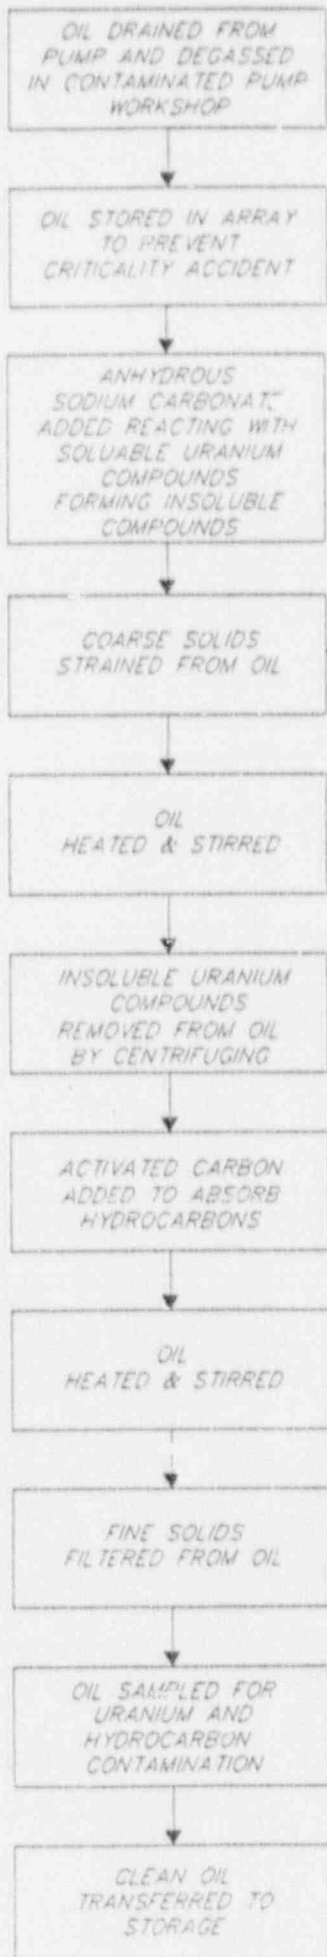 OIL DRAINED FROM
PUMP AND DEGASSED
IN CONTAMINATED PUMP
WORKSHOP
OIL STORED IN ARRAY
TO PREVENT
CRITICALITY ACCIDENT
ANHYDROUS
SODIUM CARBONATE
ADDED REACTING WITH
SOLUABLE URANIUM
COMPOUNDS
FORMING INSOLUBLE
COMPOUNDS
COARSE SOLIDS
STRAINED FROM OIL
OIL
HEATED & STIRRED
INSOLUBLE URANIUM
COMPOUNDS
REMOVED FROM OIL
BY CENTRIFUGING
ACTIVATED CARBON
ADDED TO ABSORB
HYDROCARBONS
OIL
HEATED & STIRRED
FINE SOLIDS
FILTERED FROM OIL
OIL SAMPLED FOR
URANIUM AND
HYDROCARBON
CONTAMINATION
CLEAN OIL
TRANSFERRED TO
STORAGE